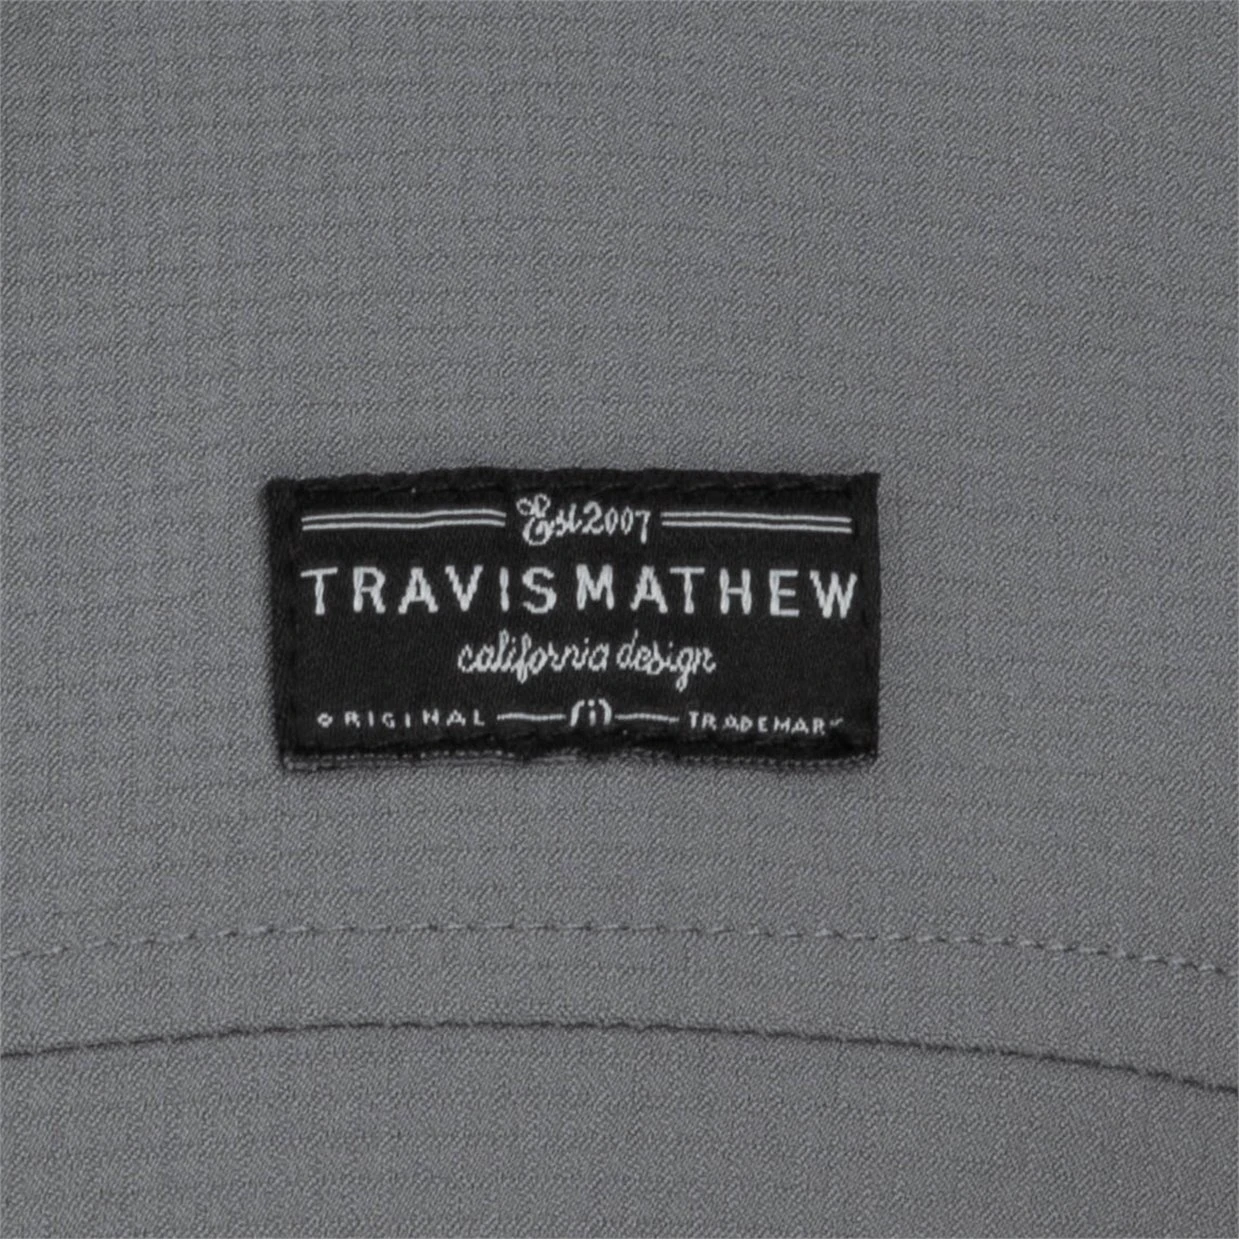 Est 2007
TRAVISMATHEW
california design
ORIGINAL TRADEMARK